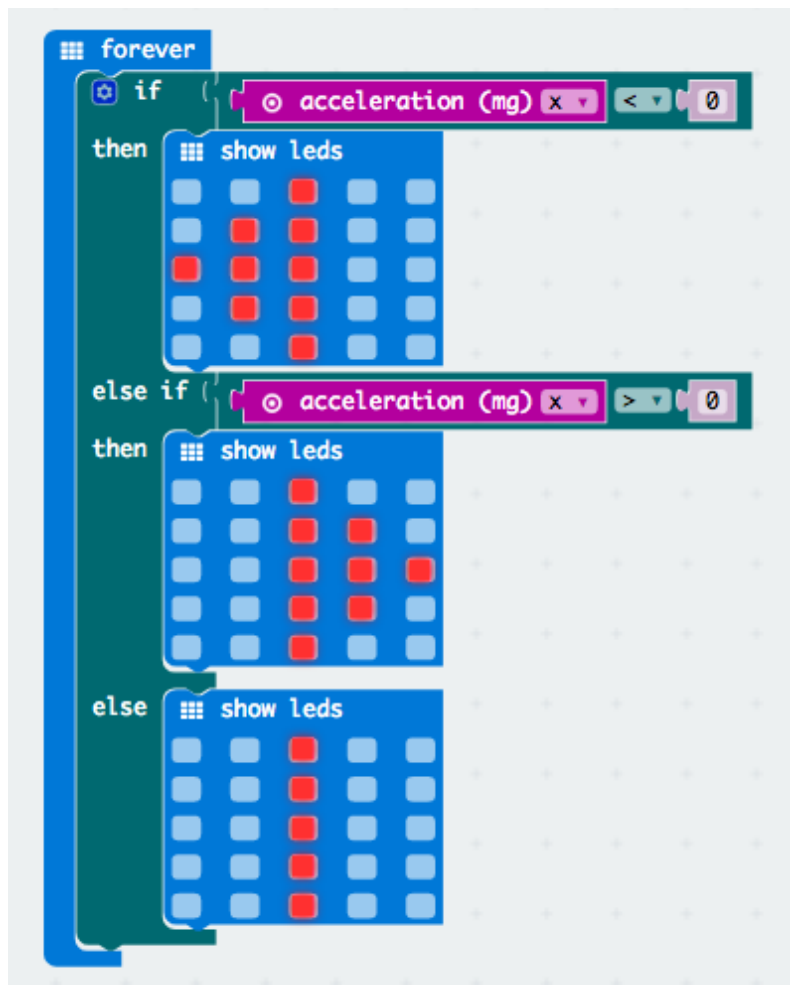 forever
if acceleration (mg) x < 0
then show leds
else if acceleration (mg) x > 0
then show leds
else show leds